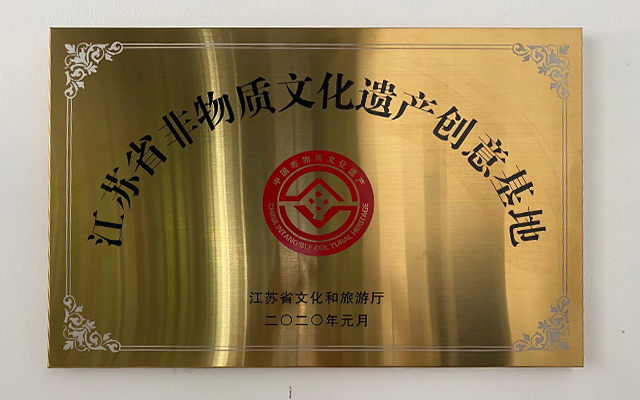 江苏省非物质文化遗产创意基地
中国非物质文化遗产
CHINA INTANGIBLE CULTURAL HERITAGE
江苏省文化和旅游厅
二〇二〇年元月